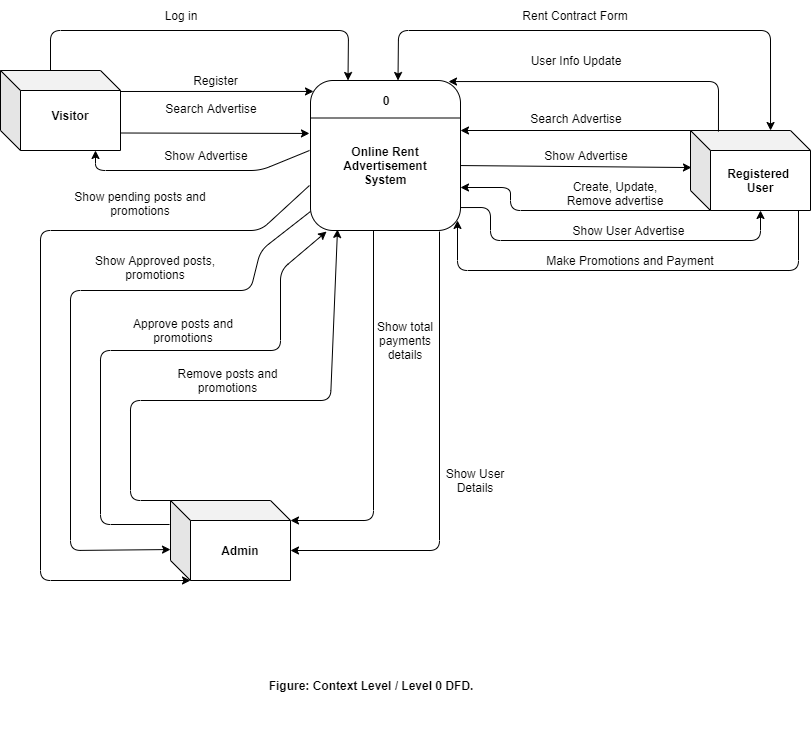 Log in
Rent Contract Form
User Info Update
Register
0
Search Advertise
Search Advertise
Visitor
Online Rent
Advertisement
System
Show Advertise
Show Advertise
Registered
User
Create, Update,
Remove advertise
Show pending posts and
promotions
Show User Advertise
Make Promotions and Payment
Show Approved posts,
promotions
Approve posts and
promotions
Show total
payments
details
Remove posts and
promotions
Show User
Details
Admin
Figure: Context Level / Level 0 DFD.